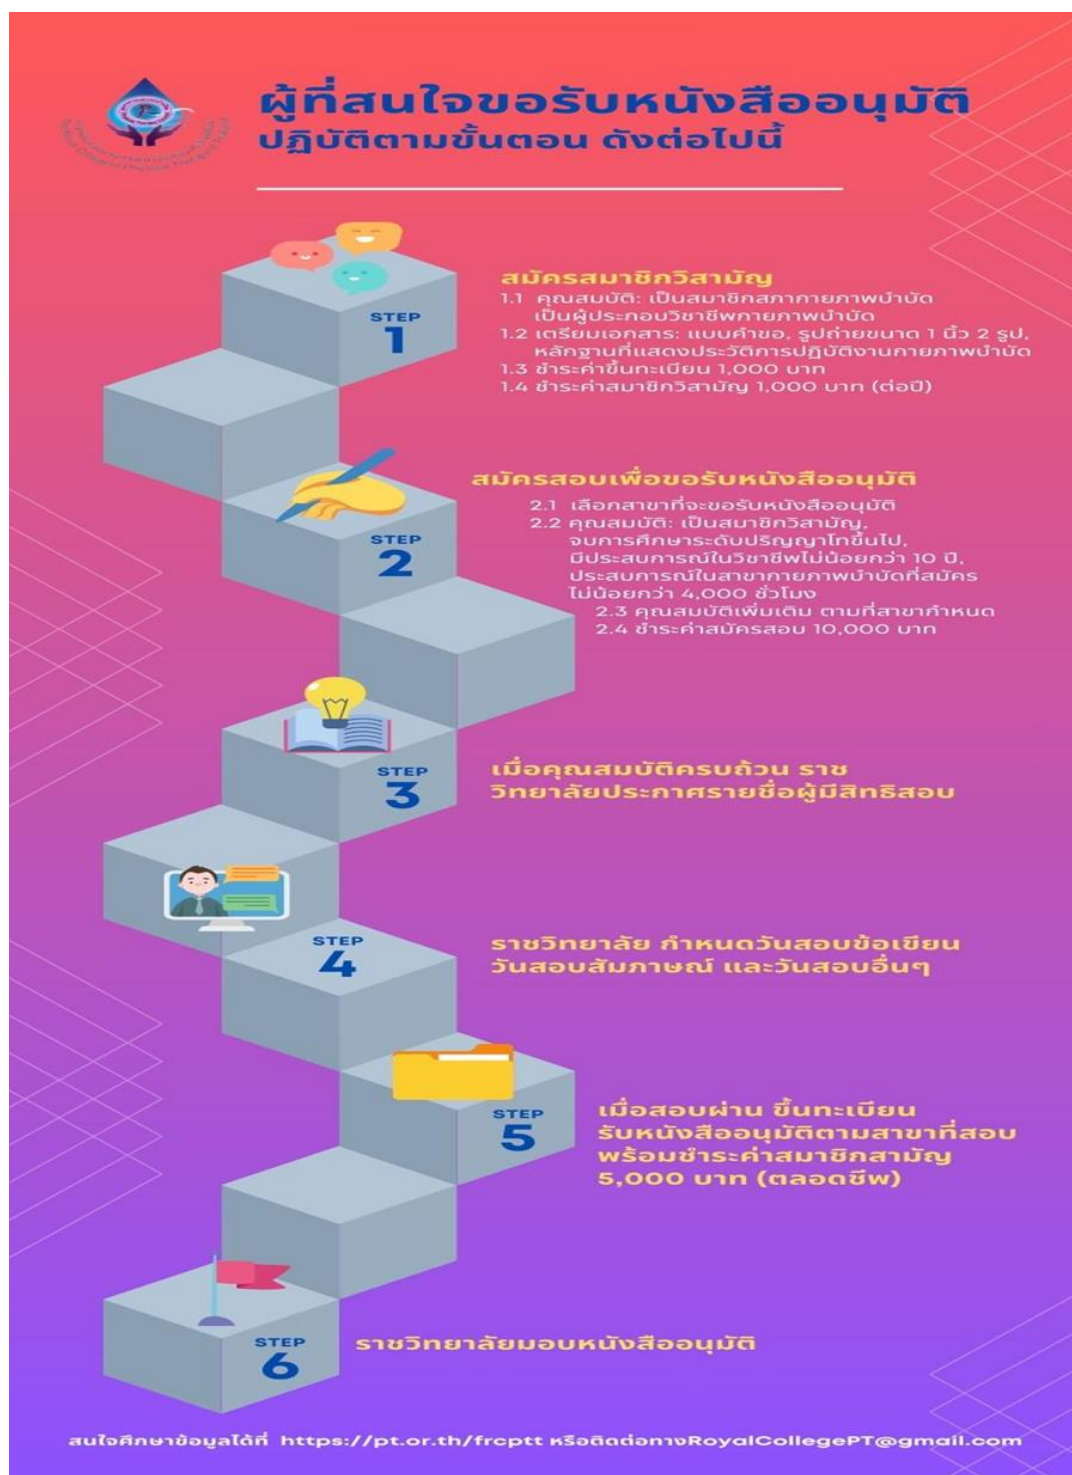 ผู้ที่สนใจขอรับหนังสืออนุมัติ
ปฏิบัติตามขั้นตอน ดังต่อไปนี้
STEP
1
สมัครสมาชิกวิสามัญ
1.1 คุณสมบัติ: เป็นสมาชิกสภากายภาพบำบัด
เป็นผู้ประกอบวิชาชีพกายภาพบำบัด
1.2 เตรียมเอกสาร: แบบคำขอ, รูปถ่ายขนาด 1 นิ้ว 2 รูป,
หลักฐานที่แสดงประวัติการปฏิบัติงานกายภาพบำบัด
1.3 ชำระค่าขึ้นทะเบียน 1,000 บาท
1.4 ชำระค่าสมาชิกวิสามัญ 1,000 บาท (ต่อปี)
STEP
2
สมัครสอบเพื่อขอรับหนังสืออนุมัติ
2.1 เลือกสาขาที่จะขอรับหนังสืออนุมัติ
2.2 คุณสมบัติ: เป็นสมาชิกวิสามัญ,
จบการศึกษาระดับปริญญาโทขึ้นไป,
มีประสบการณ์ในวิชาชีพไม่น้อยกว่า 10 ปี,
ประสบการณ์ในสาขากายภาพบำบัดที่สมัคร
ไม่น้อยกว่า 4,000 ชั่วโมง
2.3 คุณสมบัติเพิ่มเติม ตามที่สาขากำหนด
2.4 ชำระค่าสมัครสอบ 10,000 บาท
STEP
3
เมื่อคุณสมบัติครบถ้วน ราช
วิทยาลัยประกาศรายชื่อผู้มีสิทธิสอบ
STEP
4
ราชวิทยาลัย กำหนดวันสอบข้อเขียน
วันสอบสัมภาษณ์ และวันสอบอื่นๆ
STEP
5
เมื่อสอบผ่าน ขึ้นทะเบียน
รับหนังสืออนุมัติตามสาขาที่สอบ
พร้อมชำระค่าสมาชิกสามัญ
5,000 บาท (ตลอดชีพ)
STEP
6
ราชวิทยาลัยมอบหนังสืออนุมัติ
สนใจศึกษาข้อมูลได้ที่ https://pt.or.th/frcptt หรือติดต่อทางRoyalCollegePT@gmail.com